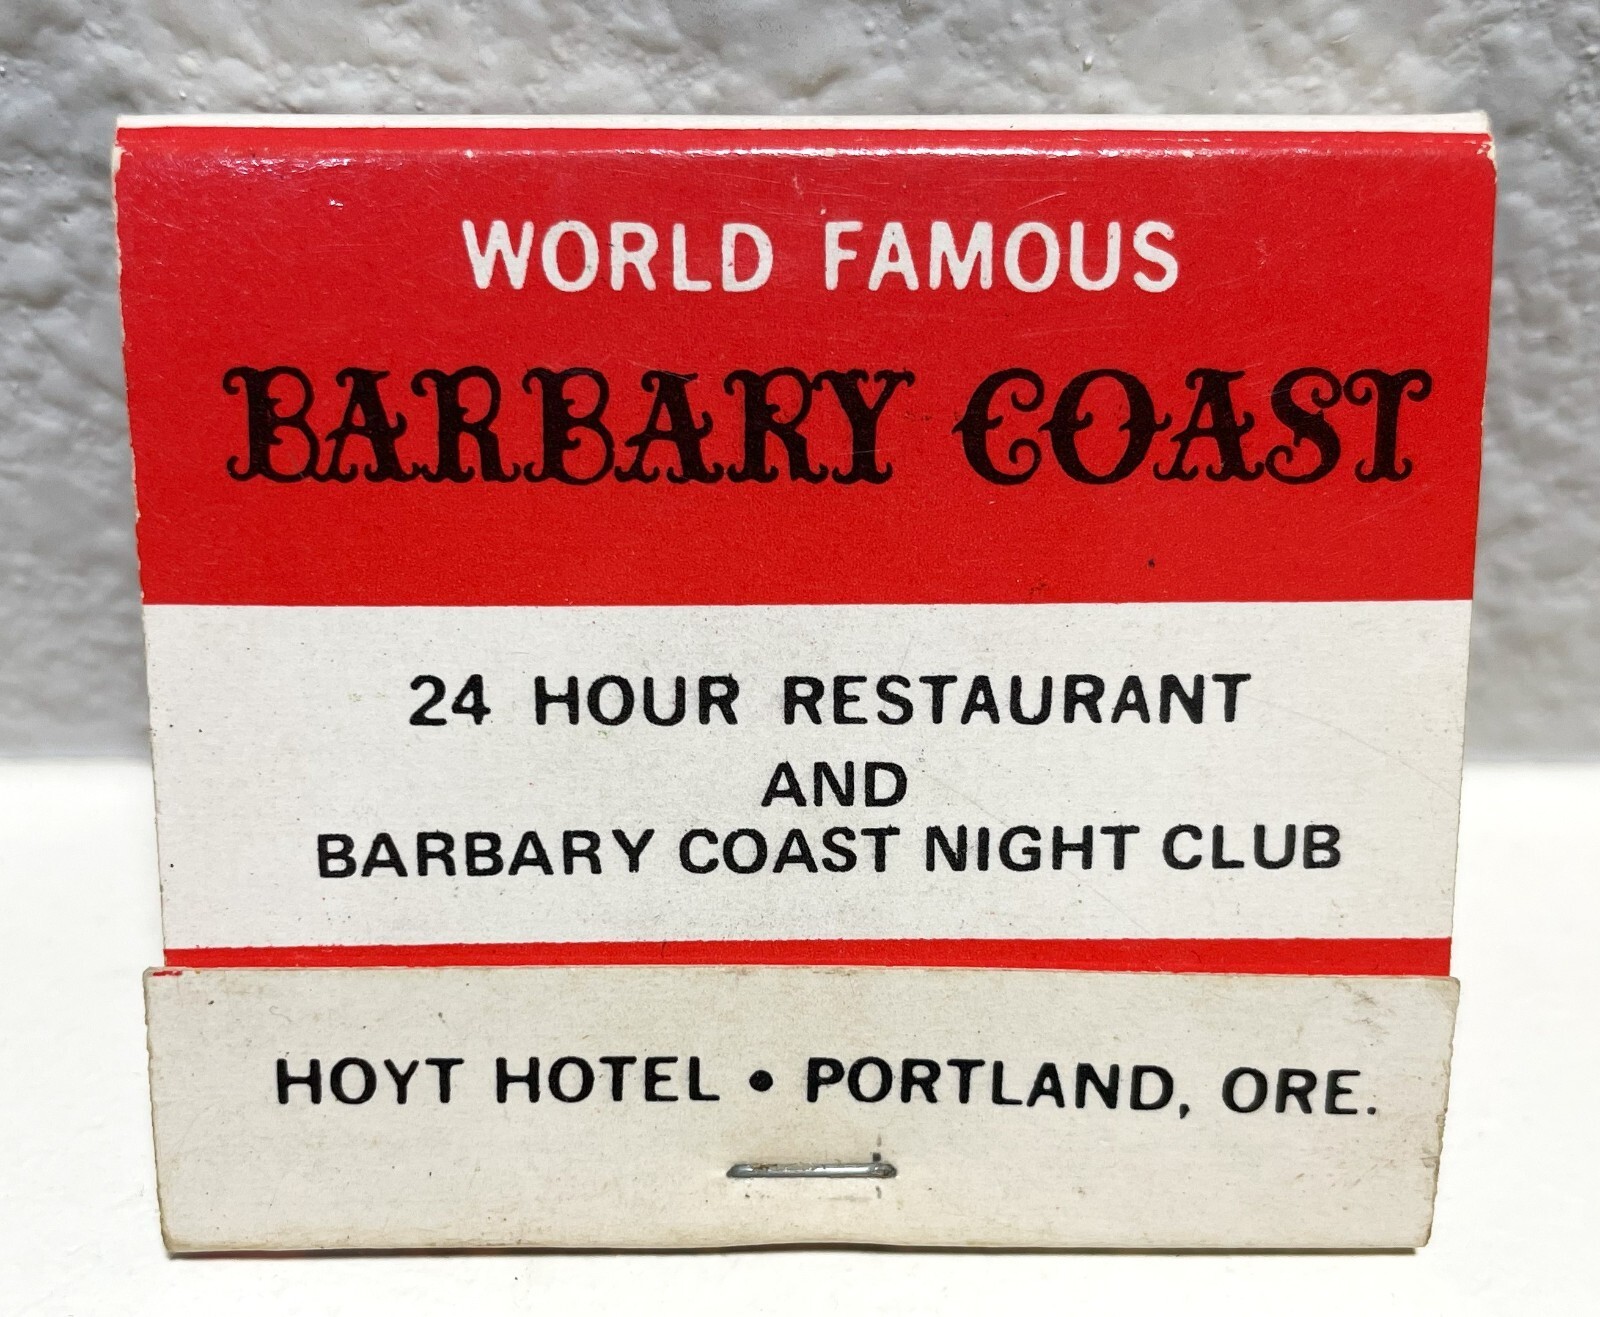 WORLD FAMOUS
BARBARY COAST
24 HOUR RESTAURANT
AND
BARBARY COAST NIGHT CLUB
HOYT HOTEL • PORTLAND, ORE.